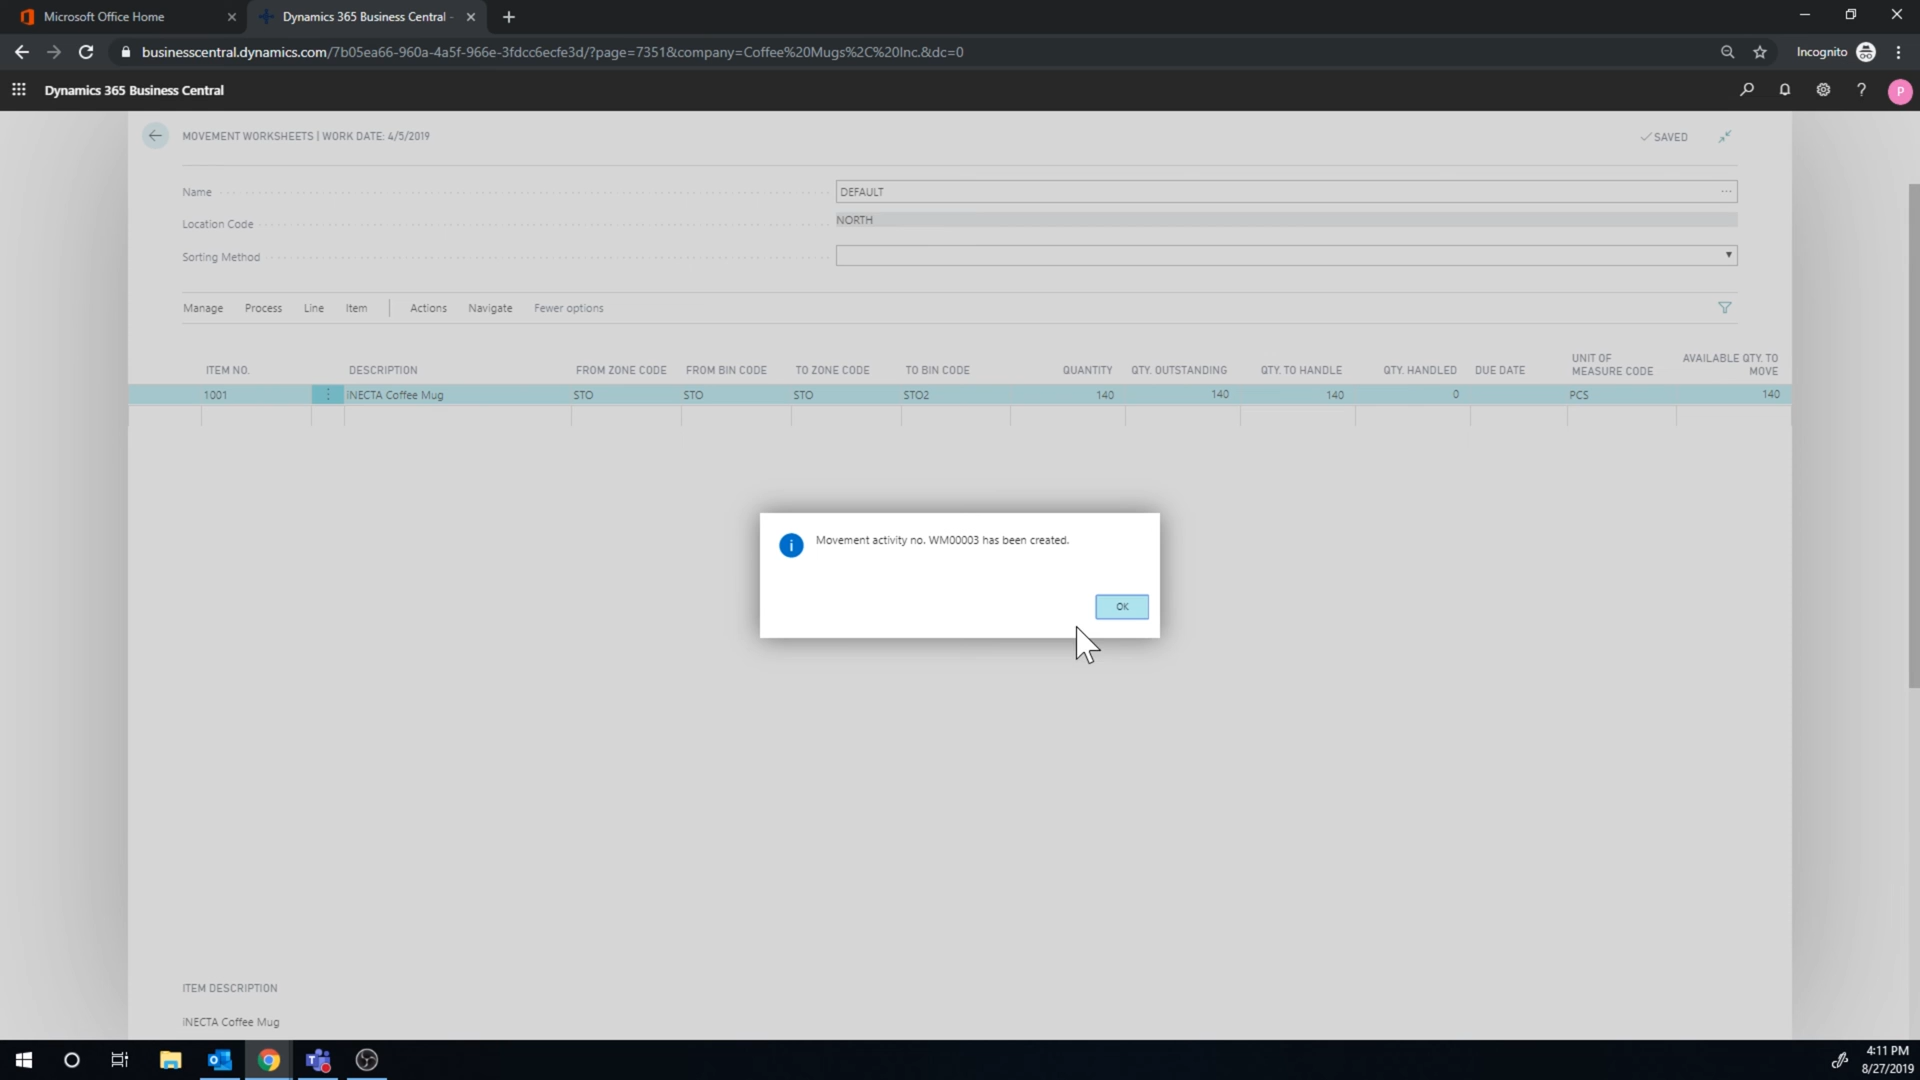 Microsoft Office Home
Dynamics 365 Business Central -
businesscentral.dynamics.com/7b05ea66-960a-4a5f-966e-3fdcc6ecfe3d/?page=7351&company=Coffee%20Mugs%2C%20Inc.&dc=0
Incognito
Dynamics 365 Business Central
?
P
MOVEMENT WORKSHEETS | WORK DATE: 4/5/2019
SAVED
Name
DEFAULT
...
Location Code
NORTH
Sorting Method
Manage Process Line Item Actions Navigate Fewer options
ITEM NO. DESCRIPTION FROM ZONE CODE FROM BIN CODE TO ZONE CODE TO BIN CODE QUANTITY QTY. OUTSTANDING QTY. TO HANDLE QTY. HANDLED DUE DATE UNIT OF MEASURE CODE AVAILABLE QTY. TO MOVE
1001 iNECTA Coffee Mug STO STO STO STO2 140 140 140 0 PCS 140
Movement activity no. WM00003 has been created.
OK
ITEM DESCRIPTION
iNECTA Coffee Mug
4:11 PM
8/27/2019